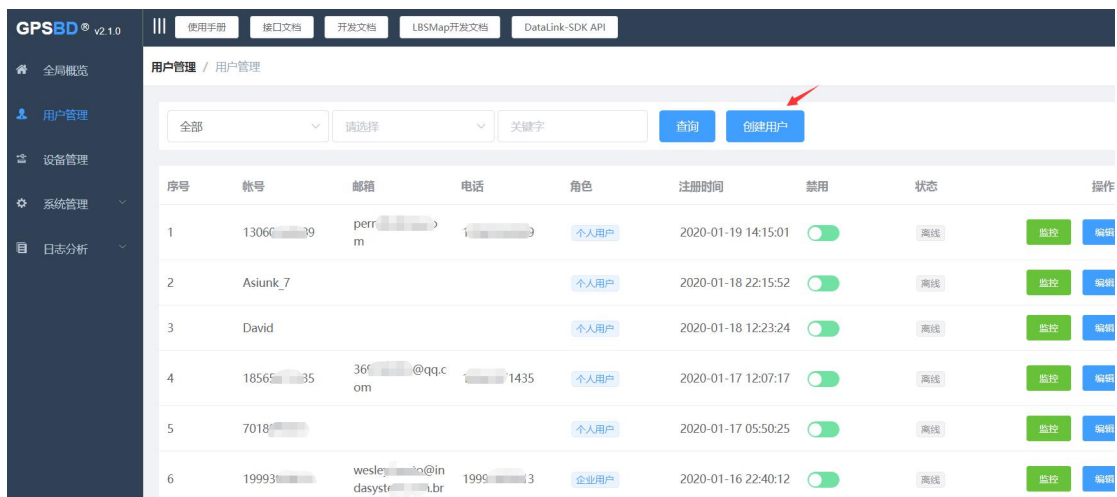 GPSBD® v2.1.0
使用手册 接口文档 开发文档 LBSMap开发文档 DataLink-SDK API
全局概览
用户管理
设备管理
系统管理
日志分析
用户管理 / 用户管理
全部 请选择 关键字 查询 创建用户
序号 帐号 邮箱 电话 角色 注册时间 禁用 状态 操作
1 个人用户 2020-01-19 14:15:01 离线 监控 编辑
2 Asiunk_7 个人用户 2020-01-18 22:15:52 离线 监控 编辑
3 David 个人用户 2020-01-18 12:23:24 离线 监控 编辑
4 个人用户 2020-01-17 12:07:17 离线 监控 编辑
5 个人用户 2020-01-17 05:50:25 离线 监控 编辑
6 企业用户 2020-01-16 22:40:12 离线 监控 编辑